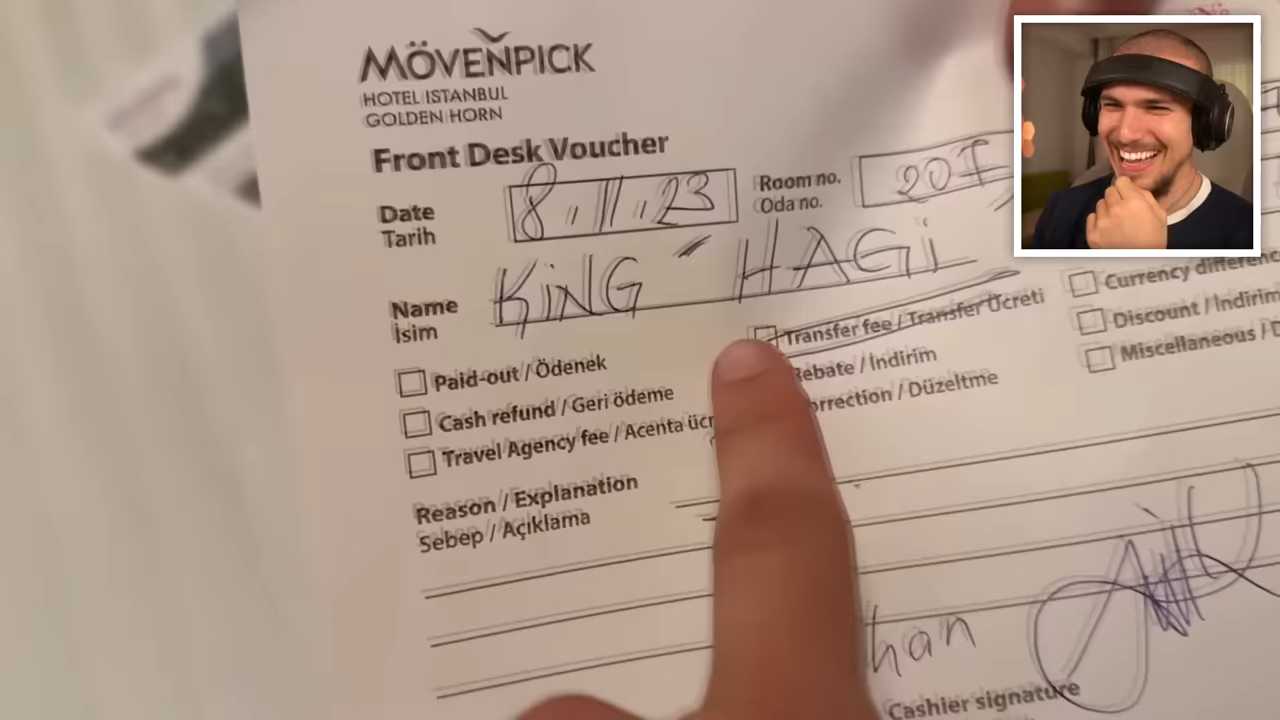 MÖVENPICK
HOTEL ISTANBUL
GOLDEN HORN
Front Desk Voucher
Date 8.11.23 Room no.
Tarih Oda no.
Name KiNG HAGi
İsim
Paid-out / Ödenek Transfer fee / Transfer Ücreti Currency
Cash refund / Geri ödeme Rebate / İndirim Discount / İndirim
Travel Agency fee / Acenta Correction / Düzeltme Miscellaneous /
Reason / Explanation
Sebep / Açıklama
han
Cashier signature